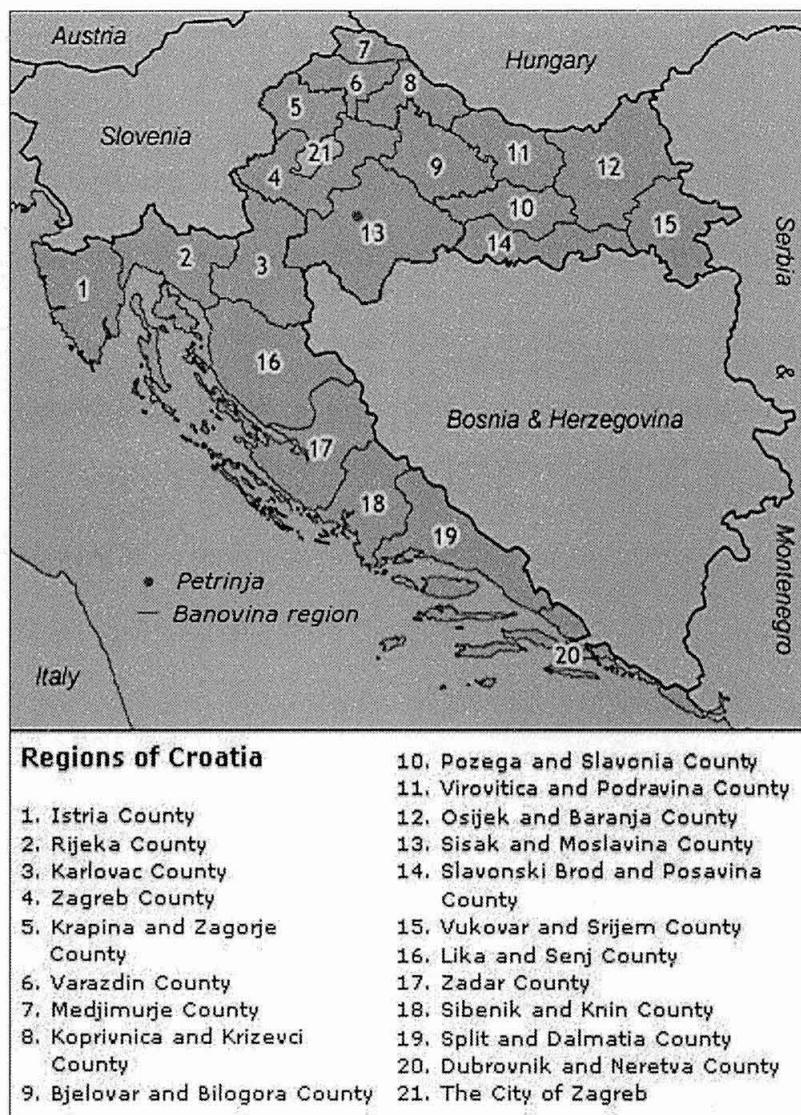 Austria
7
Hungary
6
8
5
Slovenia
21
11
9
12
4
10
15
13
14
2
3
1
Serbia & Montenegro
16
Bosnia & Herzegovina
17
18
19
Petrinja
Banovina region
20
Italy
Regions of Croatia
1. Istria County
2. Rijeka County
3. Karlovac County
4. Zagreb County
5. Krapina and Zagorje
County
6. Varazdin County
7. Medjimurje County
8. Koprivnica and Krizevci
County
9. Bjelovar and Bilogora County
10. Pozega and Slavonia County
11. Virovitica and Podravina County
12. Osijek and Baranja County
13. Sisak and Moslavina County
14. Slavonski Brod and Posavina
County
15. Vukovar and Srijem County
16. Lika and Senj County
17. Zadar County
18. Sibenik and Knin County
19. Split and Dalmatia County
20. Dubrovnik and Neretva County
21. The City of Zagreb